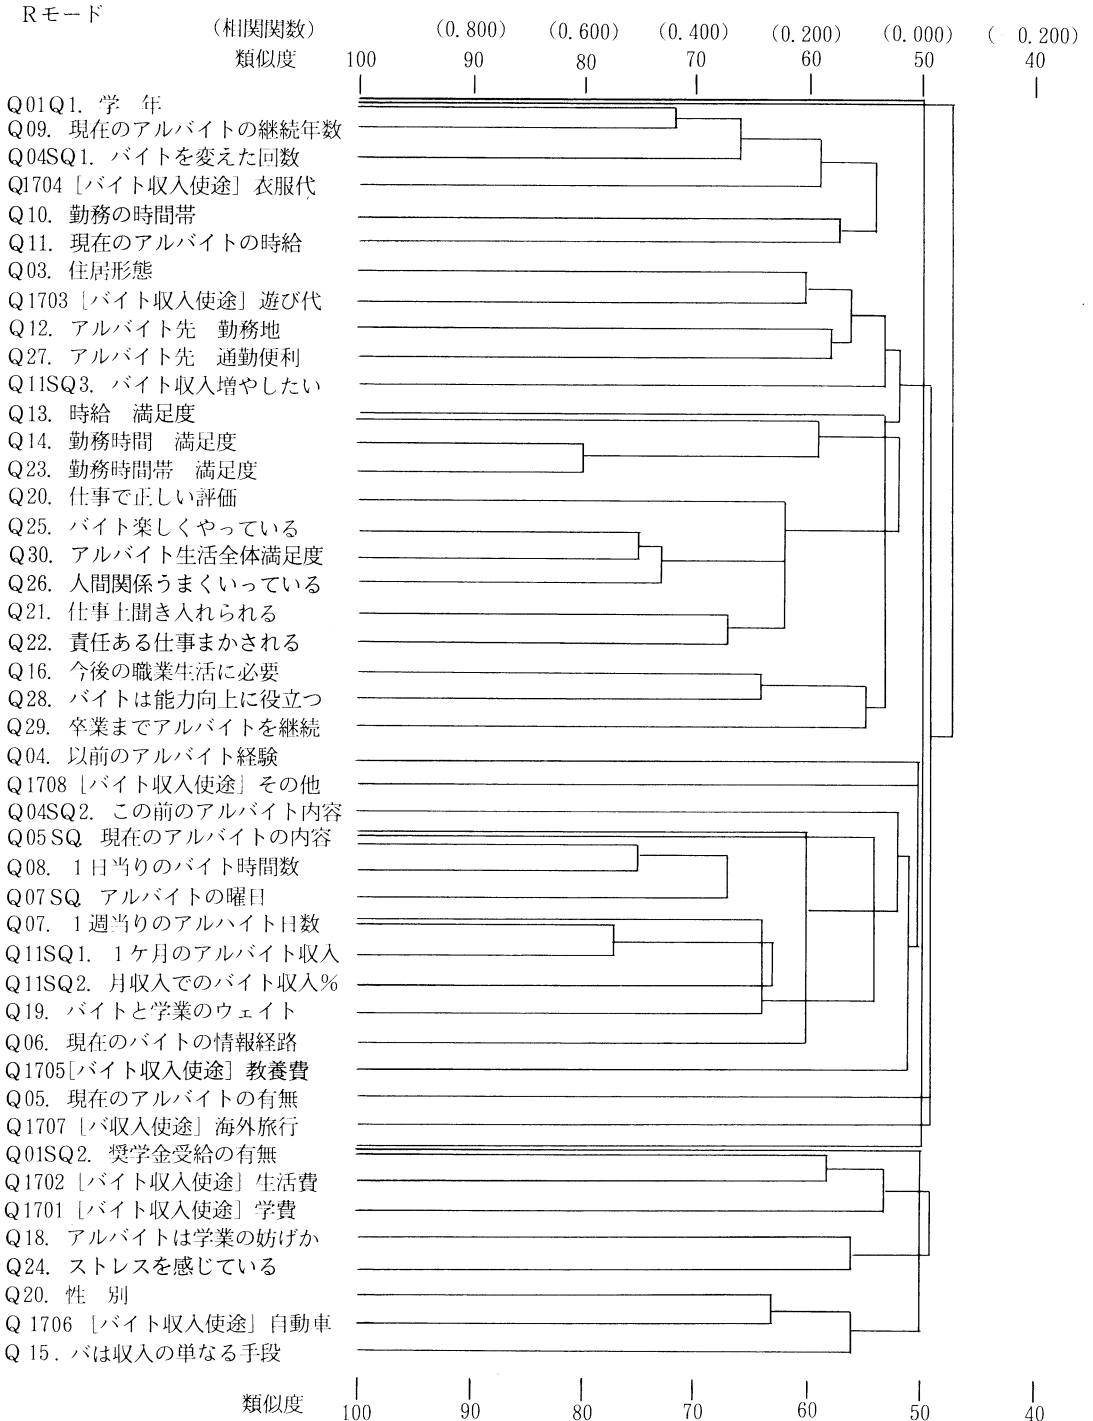 Rモード
(相関関数) (0.800) (0.600) (0.400) (0.200) (0.000) (- 0.200)
類似度 100 90 80 70 60 50 40
Q01Q1. 学 年
Q09. 現在のアルバイトの継続年数
Q04SQ1. バイトを変えた回数
Q1704 [バイト収入使途] 衣服代
Q10. 勤務の時間帯
Q11. 現在のアルバイトの時給
Q03. 住居形態
Q1703 [バイト収入使途] 遊び代
Q12. アルバイト先 勤務地
Q27. アルバイト先 通勤便利
Q11SQ3. バイト収入増やしたい
Q13. 時給 満足度
Q14. 勤務時間 満足度
Q23. 勤務時間帯 満足度
Q20. 仕事で正しい評価
Q25. バイト楽しくやっている
Q30. アルバイト生活全体満足度
Q26. 人間関係うまくいっている
Q21. 仕事上聞き入れられる
Q22. 責任ある仕事まかされる
Q16. 今後の職業生活に必要
Q28. バイトは能力向上に役立つ
Q29. 卒業までアルバイトを継続
Q04. 以前のアルバイト経験
Q1708 [バイト収入使途] その他
Q04SQ2. この前のアルバイト内容
Q05SQ. 現在のアルバイトの内容
Q08. 1日当りのバイト時間数
Q07SQ. アルバイトの曜日
Q07. 1週当りのアルハイト日数
Q11SQ1. 1ケ月のアルバイト収入
Q11SQ2. 月収入でのバイト収入%
Q19. バイトと学業のウェイト
Q06. 現在のバイトの情報経路
Q1705[バイト収入使途] 教養費
Q05. 現在のアルバイトの有無
Q1707 [バ収入使途] 海外旅行
Q01SQ2. 奨学金受給の有無
Q1702 [バイト収入使途] 生活費
Q1701 [バイト収入使途] 学費
Q18. アルバイトは学業の妨げか
Q24. ストレスを感じている
Q20. 性 別
Q 1706 [バイト収入使途] 自動車
Q 15. バは収入の単なる手段
類似度 100 90 80 70 60 50 40